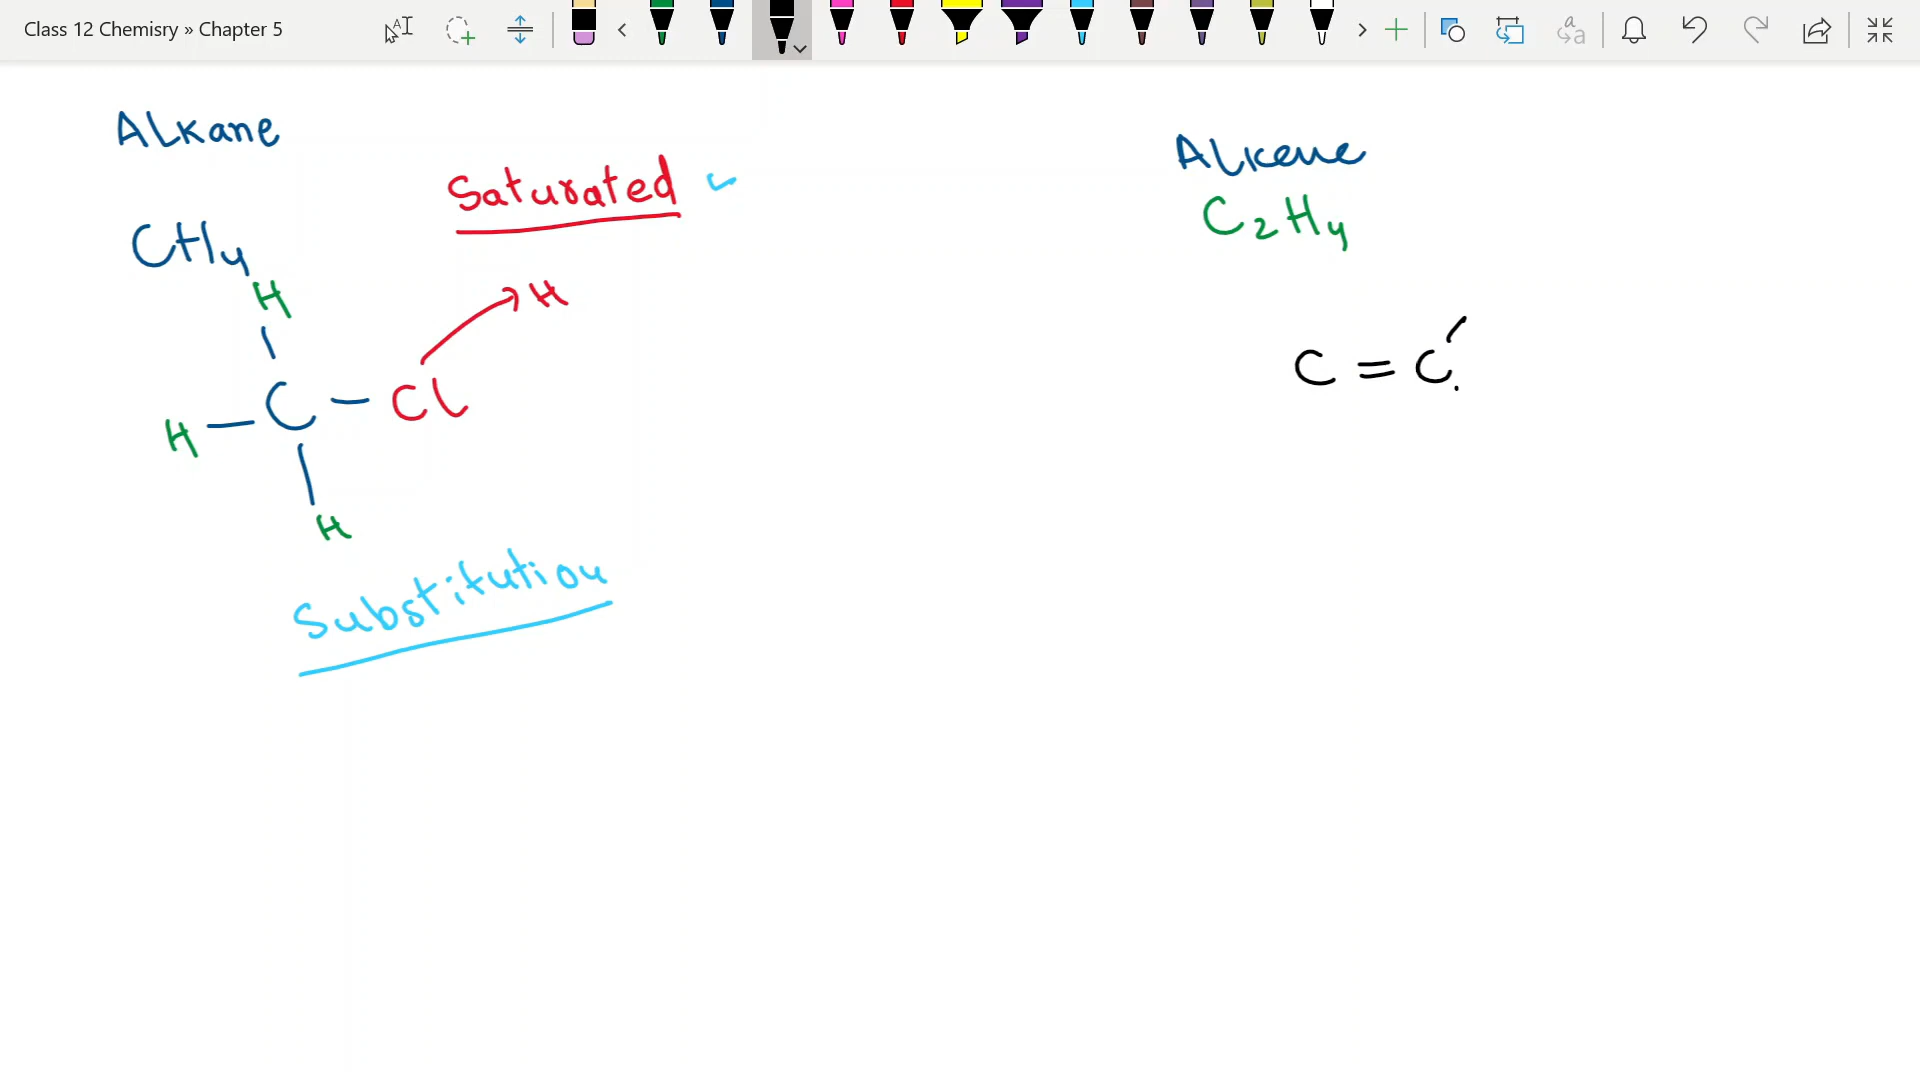 Class 12 Chemisry » Chapter 5
ALkane
Saturated
CH4
H
H
C - Cl
H
H
Substitution
ALkene
C2H4
C = C